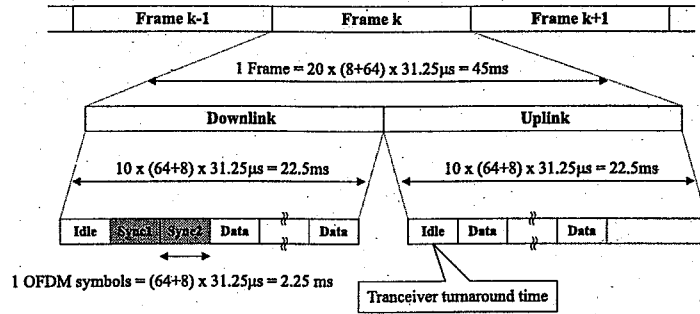 Frame k-1 Frame k Frame k+1
1 Frame = 20 x (8+64) x 31.25µs = 45ms
Downlink Uplink
10 x (64+8) x 31.25µs = 22.5ms 10 x (64+8) x 31.25µs = 22.5ms
Idle Sync1 Sync2 Data Data Idle Data Data
1 OFDM symbols = (64+8) x 31.25µs = 2.25 ms
Tranceiver turnaround time